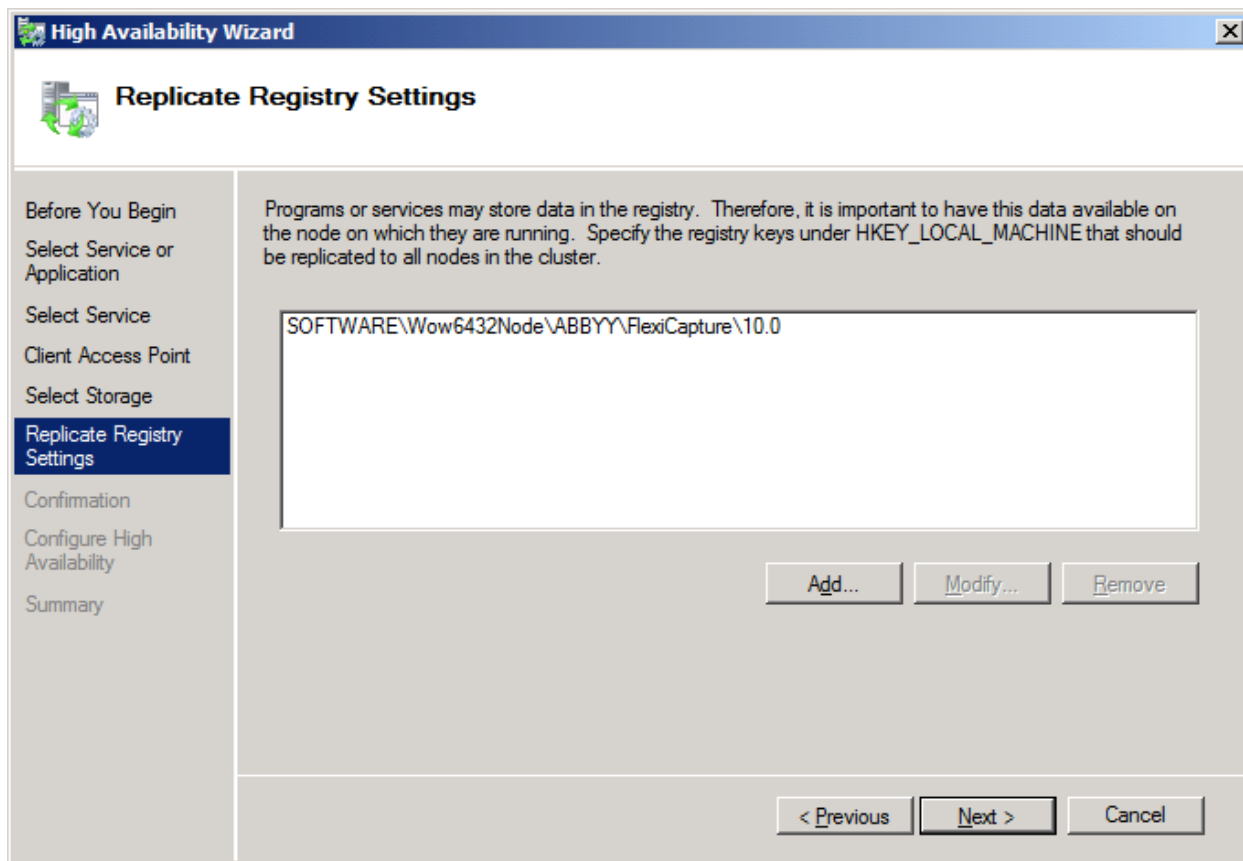 High Availability Wizard
Replicate Registry Settings
Before You Begin
Select Service or
Application
Select Service
Client Access Point
Select Storage
Replicate Registry
Settings
Confirmation
Configure High
Availability
Summary
Programs or services may store data in the registry.  Therefore, it is important to have this data available on
the node on which they are running.  Specify the registry keys under HKEY_LOCAL_MACHINE that should
be replicated to all nodes in the cluster.
SOFTWARE\Wow6432Node\ABBYY\FlexiCapture\10.0
Add...
Modify...
Remove
< Previous
Next >
Cancel